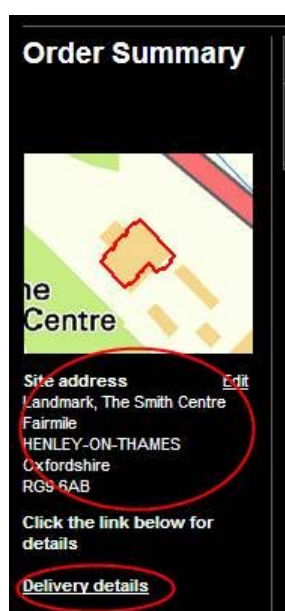 Order Summary
he
Centre
Site address Edit
Landmark, The Smith Centre
Fairmile
HENLEY-ON-THAMES
Oxfordshire
RG9 6AB
Click the link below for
details
Delivery details